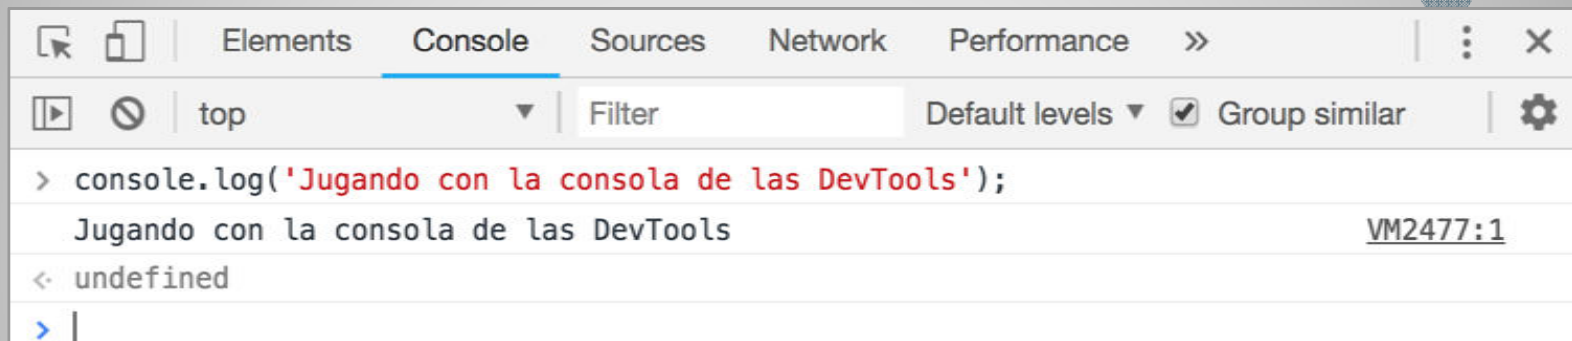 Elements Console Sources Network Performance »
top Filter Default levels Group similar
> console.log('Jugando con la consola de las DevTools');
Jugando con la consola de las DevTools VM2477:1
undefined
>